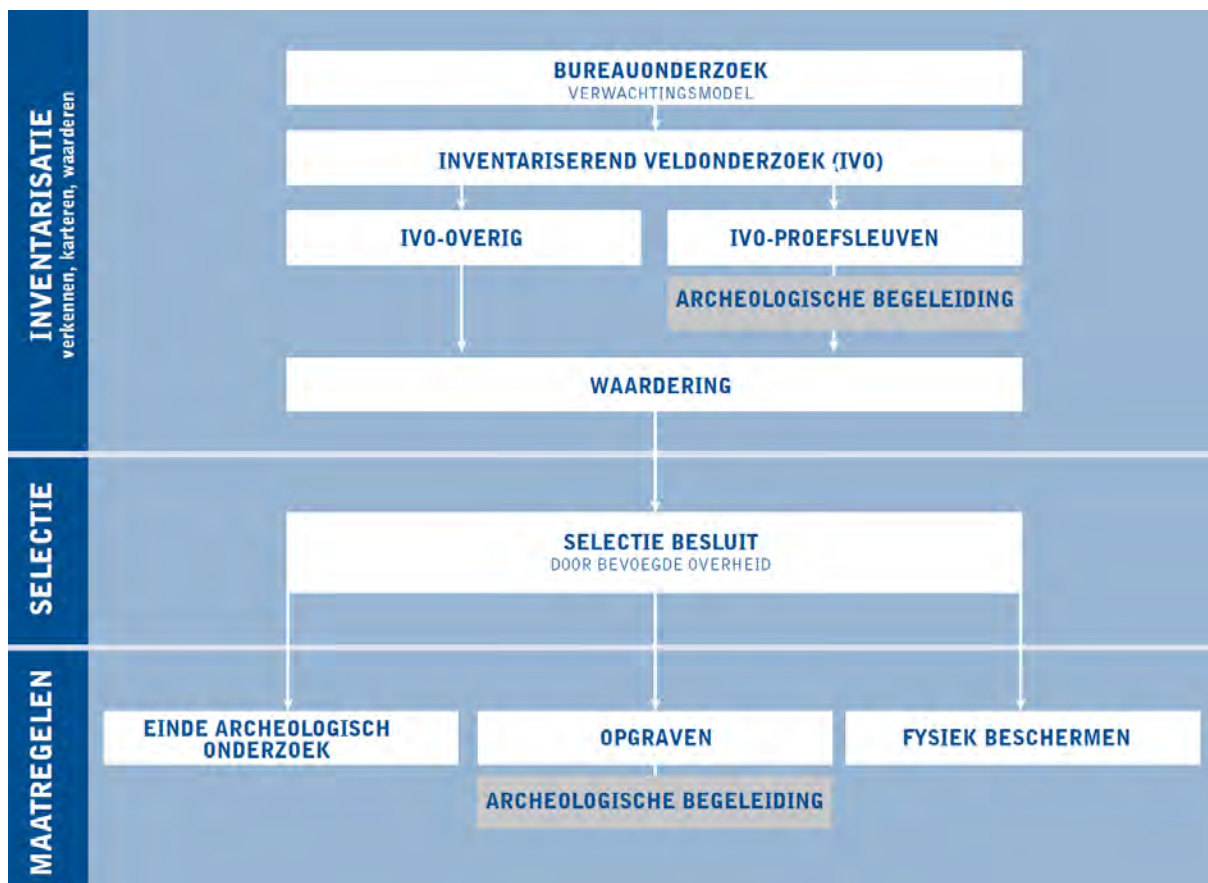 INVENTARISATIE
verkennen, karteren, waarderen
BUREAUONDERZOEK
VERWACHTINGSMODEL
INVENTARISEREND VELDONDERZOEK (IVO)
IVO-OVERIG
IVO-PROEFSLEUVEN
ARCHEOLOGISCHE BEGELEIDING
WAARDERING
SELECTIE
SELECTIE BESLUIT
DOOR BEVOEGDE OVERHEID
MAATREGELEN
EINDE ARCHEOLOGISCH
ONDERZOEK
OPGRAVEN
ARCHEOLOGISCHE BEGELEIDING
FYSIEK BESCHERMEN